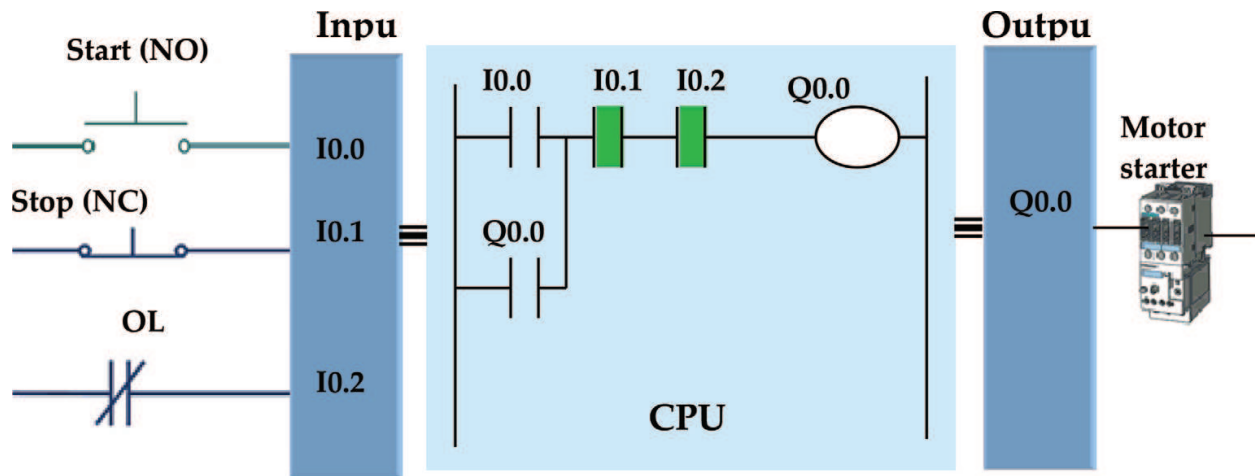 Inpu
Outpu
Start (NO)
I0.0
I0.1
I0.2
Q0.0
Motor
starter
I0.0
Stop (NC)
I0.1
Q0.0
Q0.0
OL
I0.2
CPU